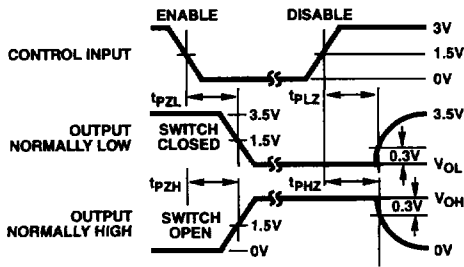 ENABLE DISABLE
3V
CONTROL INPUT 1.5V
0V
tPZL tPLZ
3.5V 3.5V
OUTPUT SWITCH
NORMALLY LOW CLOSED 1.5V
0.3V
VOL
tPZH tPHZ
VOH
OUTPUT SWITCH 0.3V
NORMALLY HIGH OPEN 1.5V
0V 0V